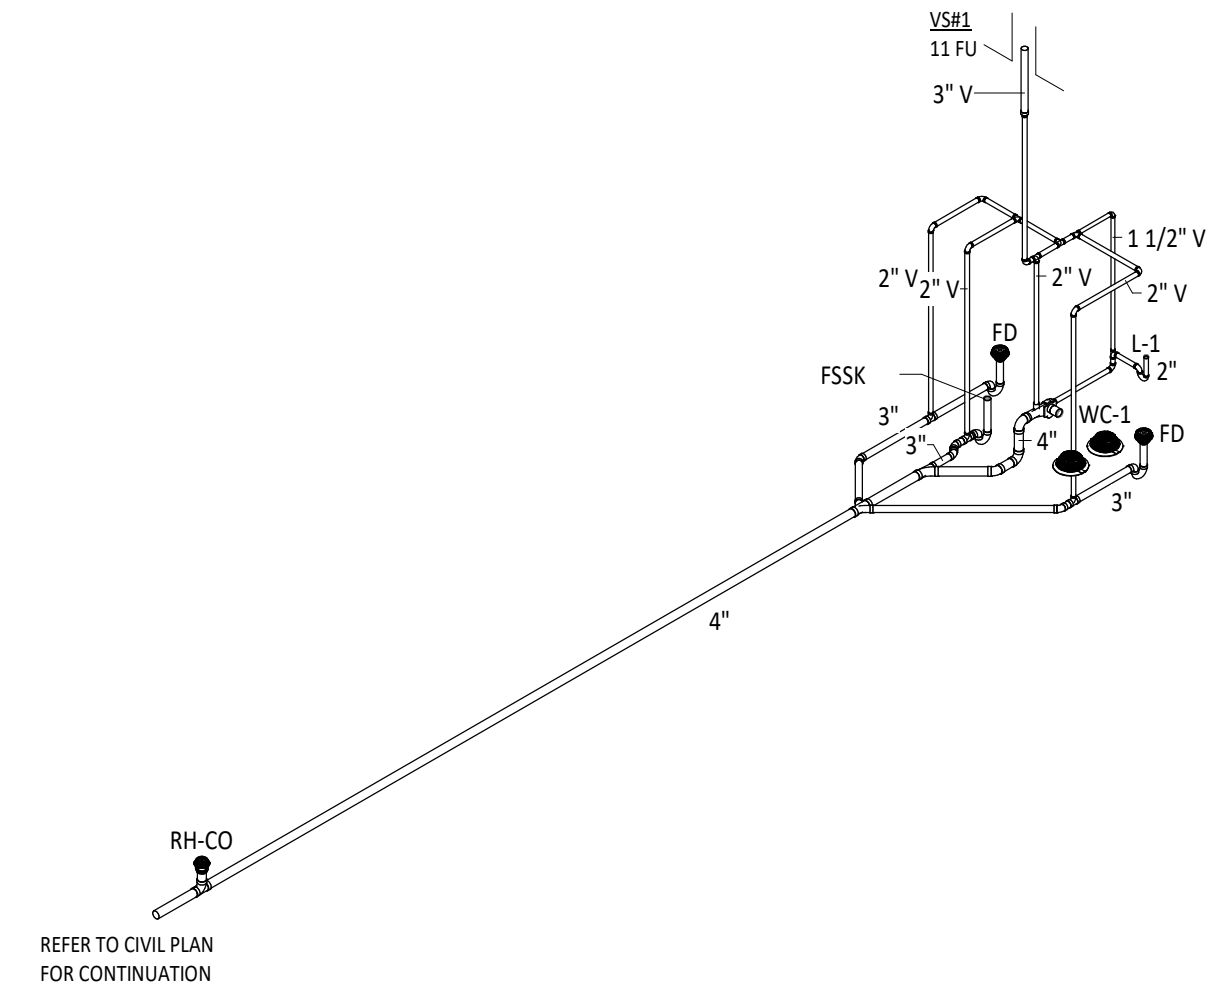 VS#1
11 FU
3" V
1 1/2" V
2" V
2" V
2" V
2" V
FD
L-1
2"
FSSK
3"
WC-1
3"
4"
FD
3"
4"
RH-CO
REFER TO CIVIL PLAN
FOR CONTINUATION